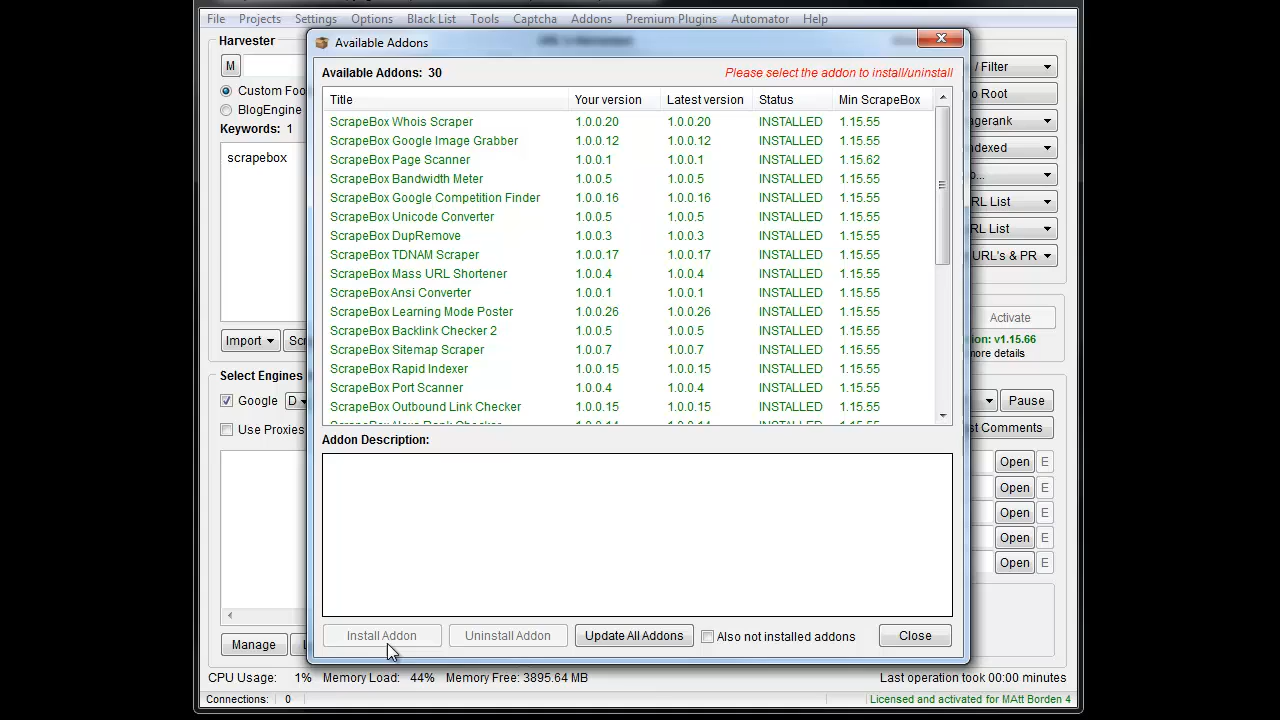 File Projects Settings Options Black List Tools Captcha Addons Premium Plugins Automator Help
Harvester
M
Custom Foo
BlogEngine
Keywords: 1
scrapebox
Import
Scr
Select Engines
Google
D
Use Proxies
Manage
Available Addons
Available Addons: 30
Please select the addon to install/uninstall
Title Your version Latest version Status Min ScrapeBox
ScrapeBox Whois Scraper 1.0.0.20 1.0.0.20 INSTALLED 1.15.55
ScrapeBox Google Image Grabber 1.0.0.12 1.0.0.12 INSTALLED 1.15.55
ScrapeBox Page Scanner 1.0.0.1 1.0.0.1 INSTALLED 1.15.62
ScrapeBox Bandwidth Meter 1.0.0.5 1.0.0.5 INSTALLED 1.15.55
ScrapeBox Google Competition Finder 1.0.0.16 1.0.0.16 INSTALLED 1.15.55
ScrapeBox Unicode Converter 1.0.0.5 1.0.0.5 INSTALLED 1.15.55
ScrapeBox DupRemove 1.0.0.3 1.0.0.3 INSTALLED 1.15.55
ScrapeBox TDNAM Scraper 1.0.0.17 1.0.0.17 INSTALLED 1.15.55
ScrapeBox Mass URL Shortener 1.0.0.4 1.0.0.4 INSTALLED 1.15.55
ScrapeBox Ansi Converter 1.0.0.1 1.0.0.1 INSTALLED 1.15.55
ScrapeBox Learning Mode Poster 1.0.0.26 1.0.0.26 INSTALLED 1.15.55
ScrapeBox Backlink Checker 2 1.0.0.5 1.0.0.5 INSTALLED 1.15.55
ScrapeBox Sitemap Scraper 1.0.0.7 1.0.0.7 INSTALLED 1.15.55
ScrapeBox Rapid Indexer 1.0.0.15 1.0.0.15 INSTALLED 1.15.55
ScrapeBox Port Scanner 1.0.0.4 1.0.0.4 INSTALLED 1.15.55
ScrapeBox Outbound Link Checker 1.0.0.15 1.0.0.15 INSTALLED 1.15.55
Addon Description:
Install Addon Uninstall Addon Update All Addons Also not installed addons Close
/ Filter
o Root
agerank
ndexed
RL List
RL List
URL's & PR
Activate
ion: v1.15.66
more details
Pause
st Comments
Open E
Open E
Open E
Open E
Open E
CPU Usage: 1% Memory Load: 44% Memory Free: 3895.64 MB Last operation took 00:00 minutes
Connections: 0 Licensed and activated for MAtt Borden 4